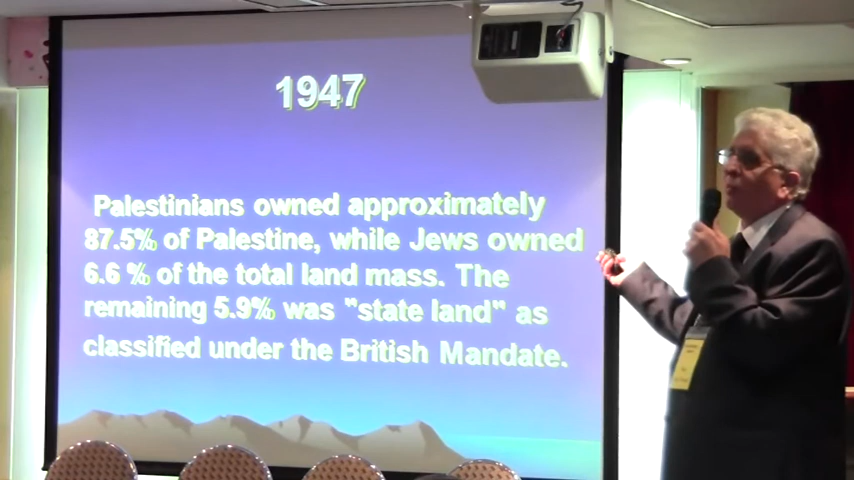 1947
Palestinians owned approximately
87.5% of Palestine, while Jews owned
6.6 % of the total land mass. The
remaining 5.9% was "state land" as
classified under the British Mandate.